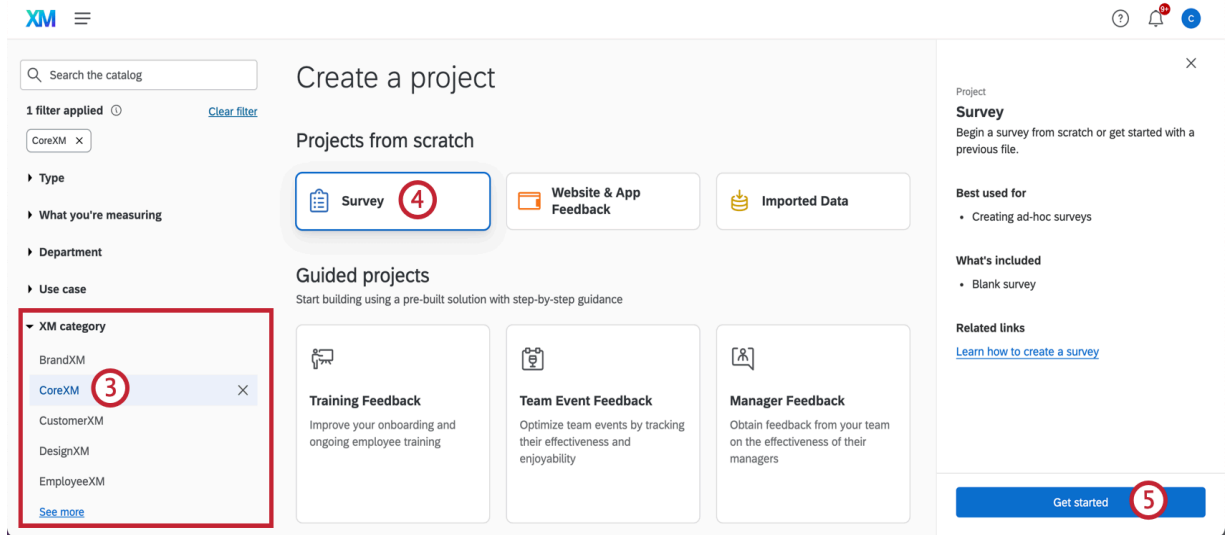 XM
?
9+
C
Search the catalog
1 filter applied
Clear filter
CoreXM ×
Type
What you're measuring
Department
Use case
XM category
BrandXM
CoreXM 3
CustomerXM
DesignXM
EmployeeXM
See more
Create a project
Projects from scratch
Survey 4
Website & App
Feedback
Imported Data
Guided projects
Start building using a pre-built solution with step-by-step guidance
Training Feedback
Improve your onboarding and
ongoing employee training
Team Event Feedback
Optimize team events by tracking
their effectiveness and
enjoyability
Manager Feedback
Obtain feedback from your team
on the effectiveness of their
managers
Project
Survey
Begin a survey from scratch or get started with a
previous file.
Best used for
• Creating ad-hoc surveys
What's included
• Blank survey
Related links
Learn how to create a survey
Get started 5